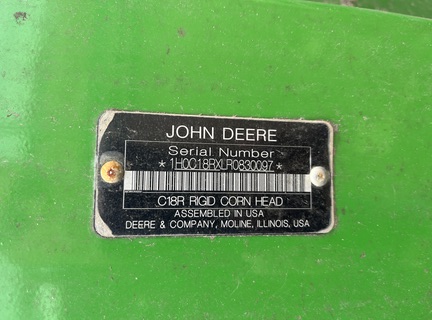 JOHN DEERE
Serial Number
*1H0C18RXLR0830097*
C18R RIGID CORN HEAD
ASSEMBLED IN USA
DEERE & COMPANY, MOLINE, ILLINOIS, USA